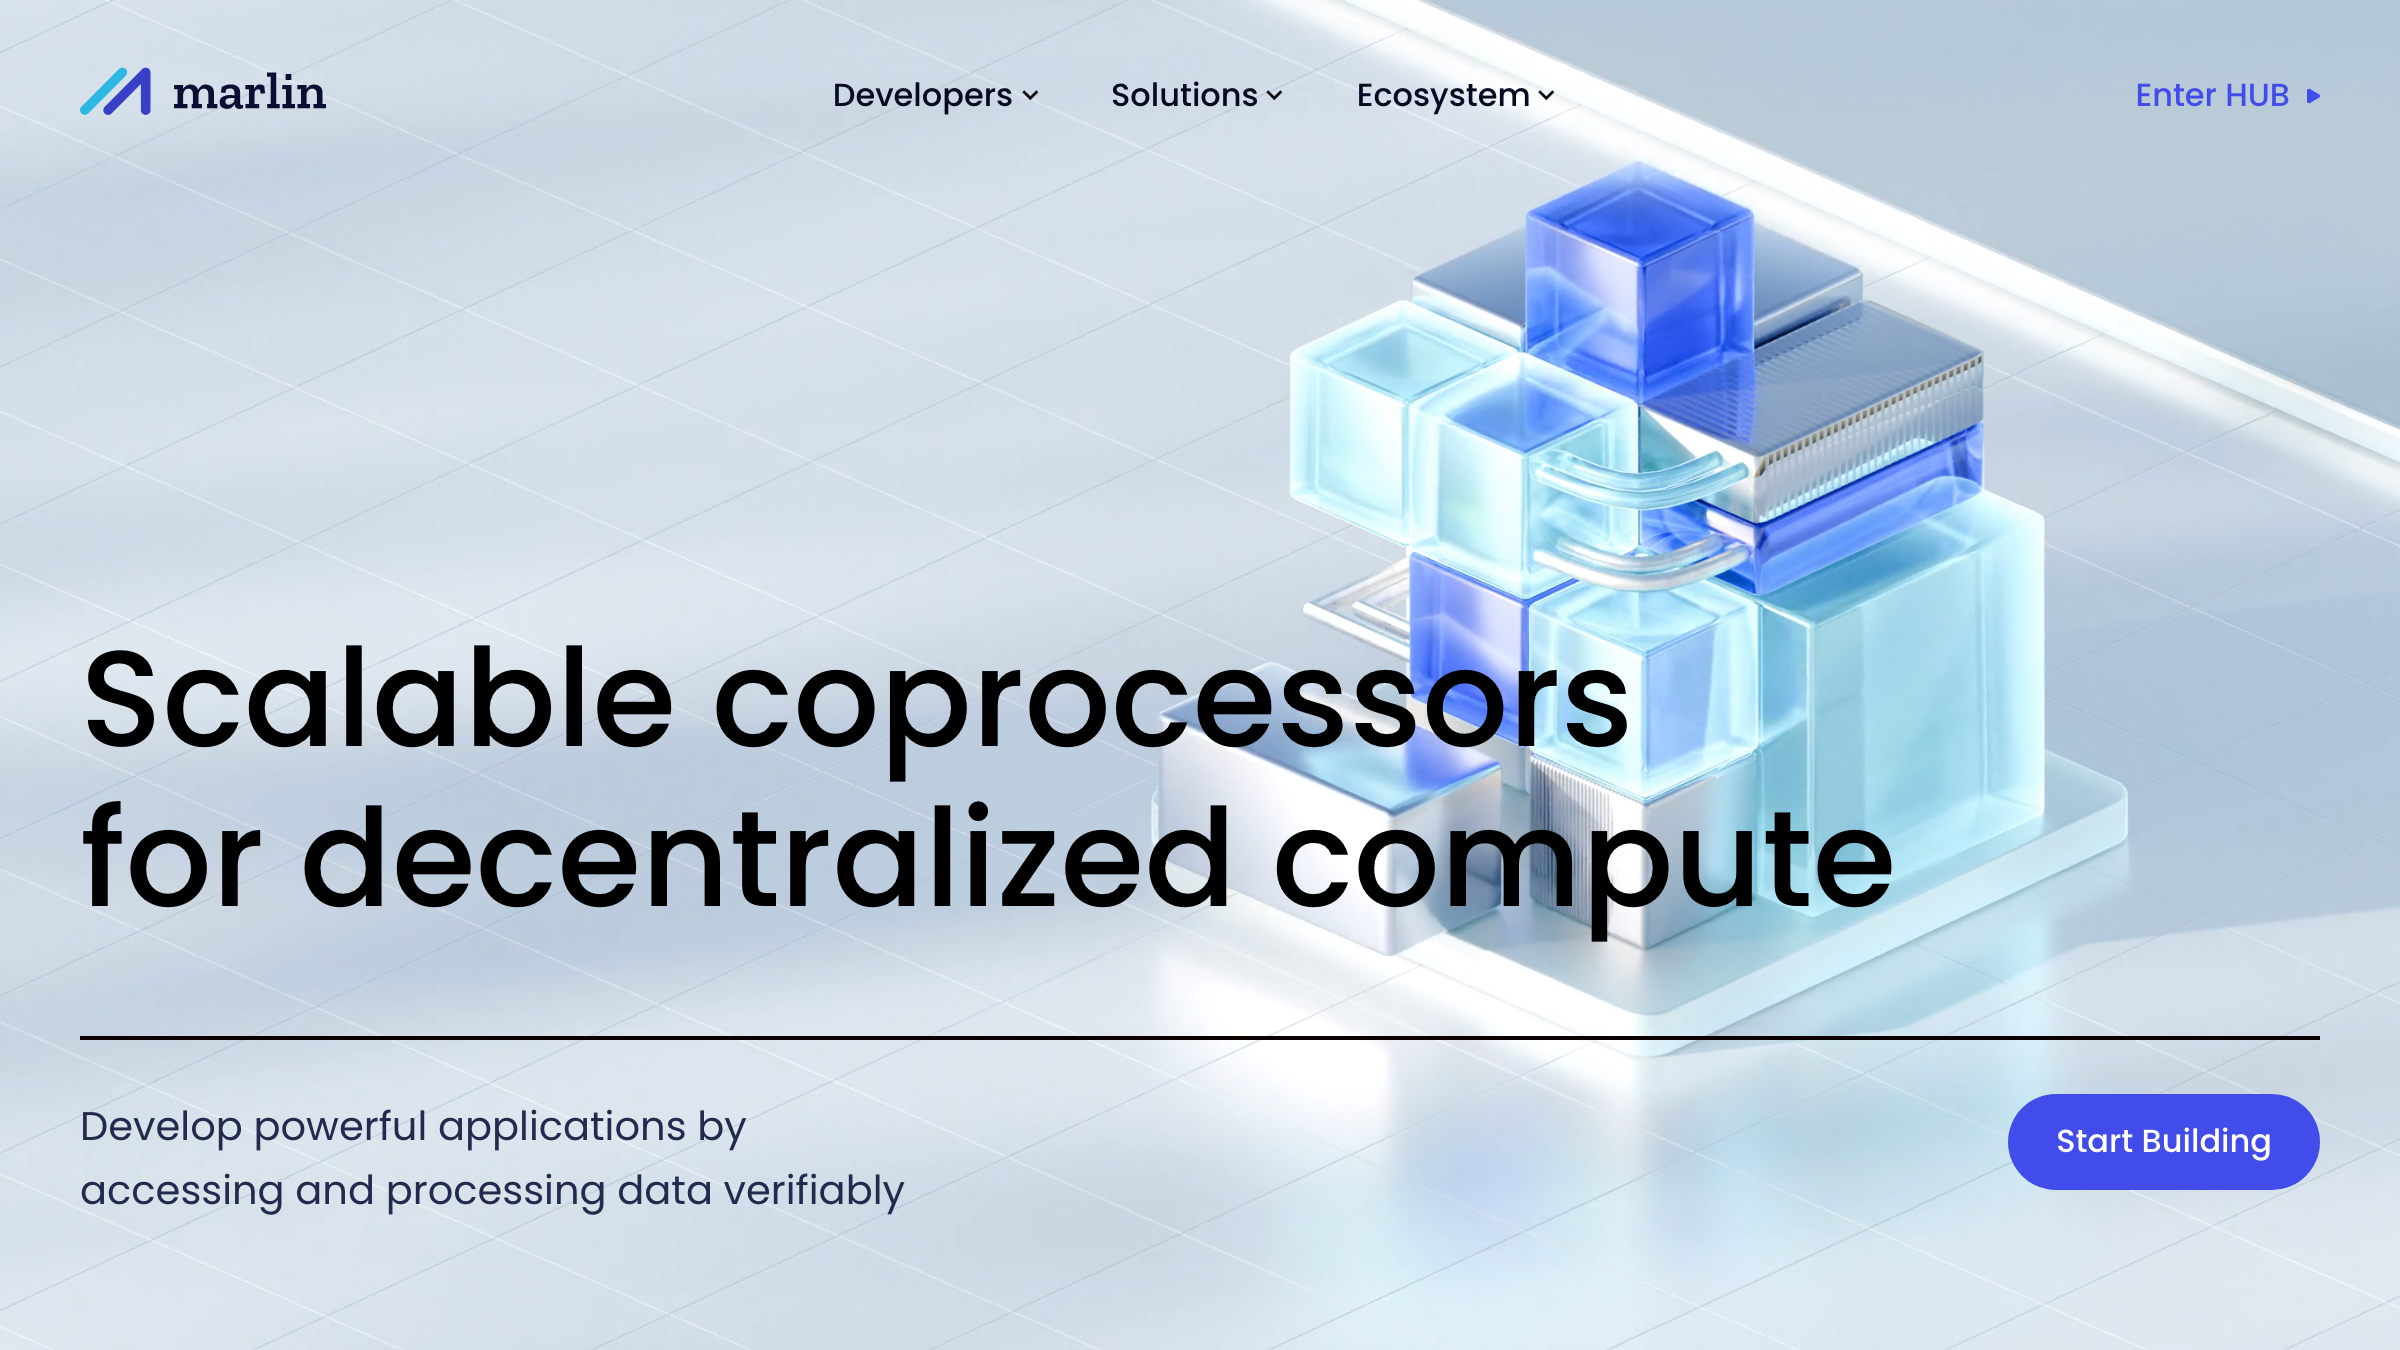 marlin
Developers
Solutions
Ecosystem
Enter HUB
Scalable coprocessors
for decentralized compute
Develop powerful applications by
accessing and processing data verifiably
Start Building